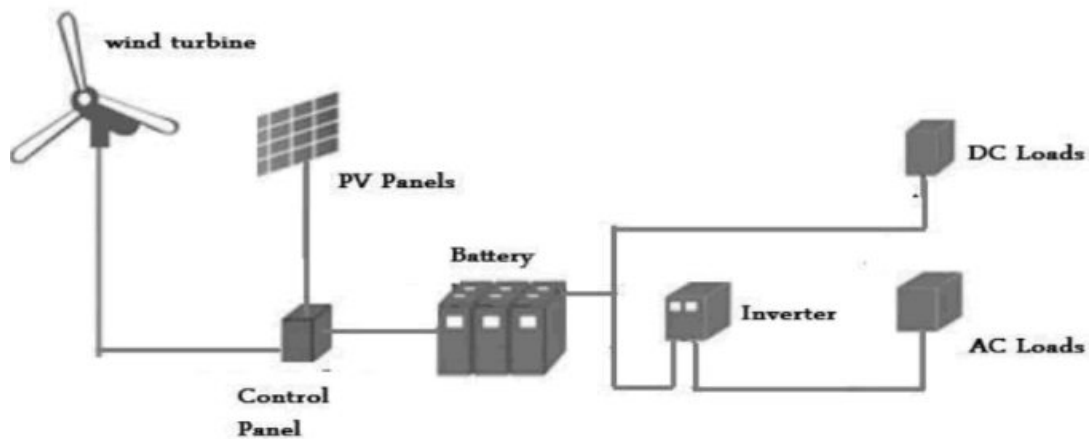 wind turbine
PV Panels
DC Loads
Battery
Inverter
AC Loads
Control
Panel